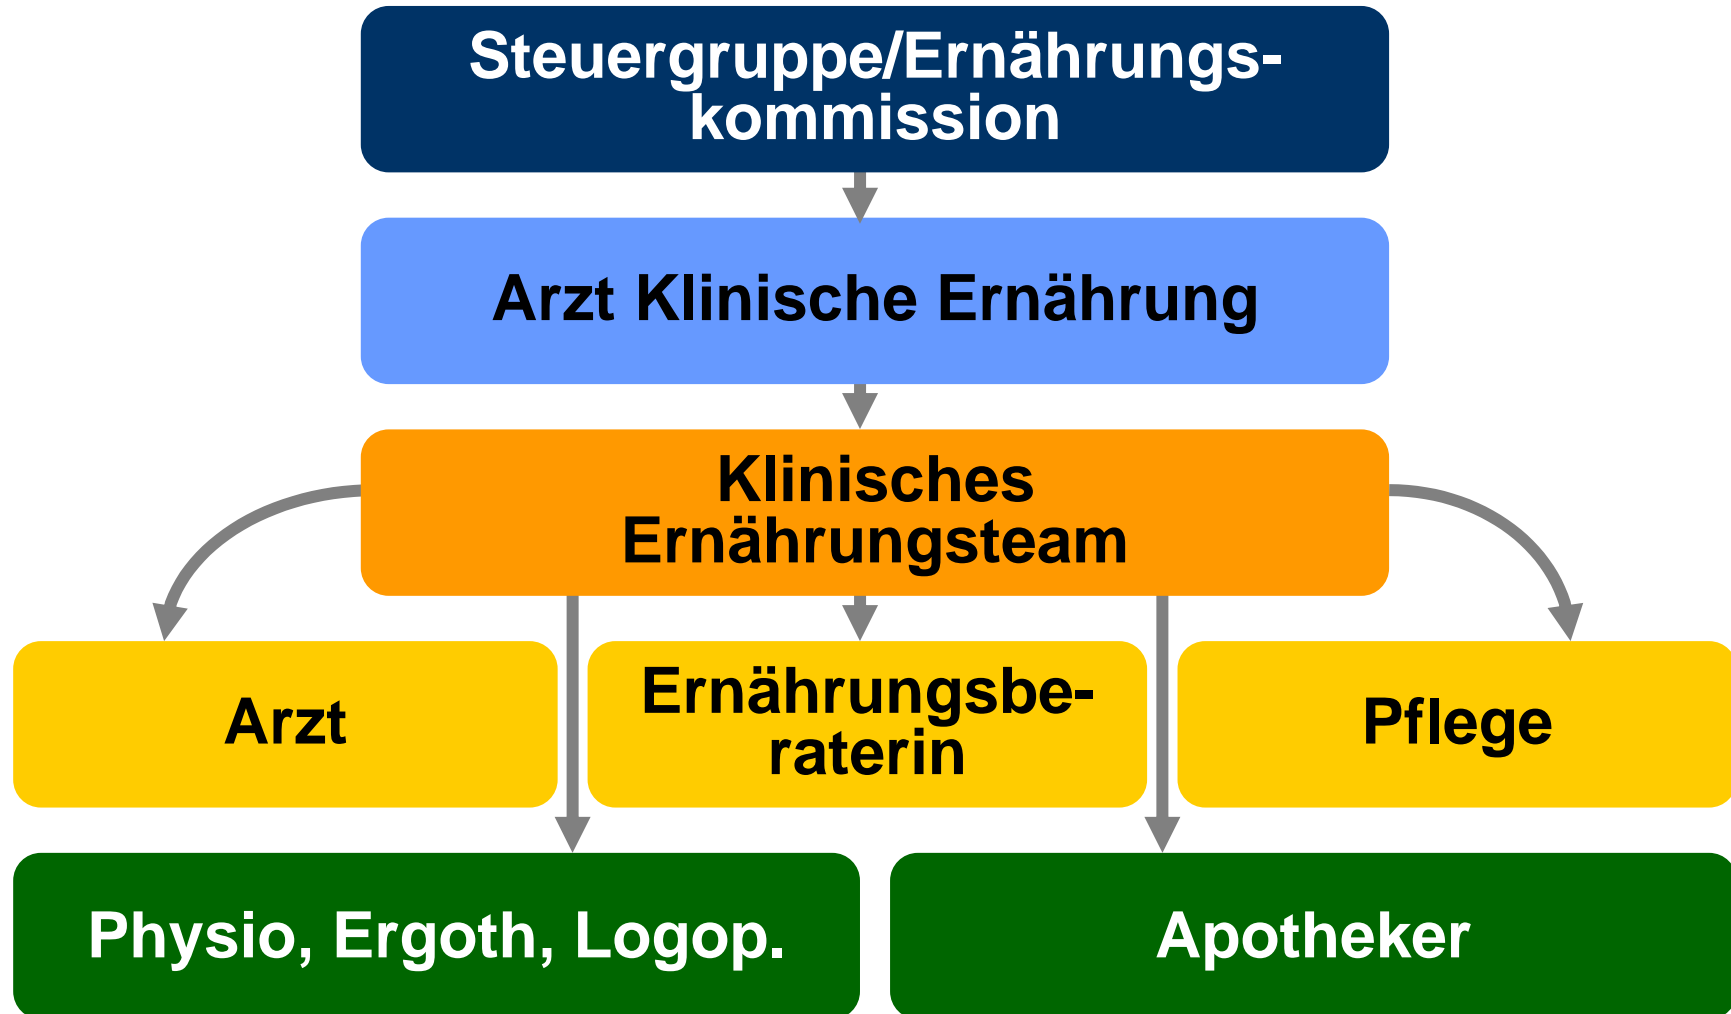 Steuergruppe/Ernährungs-
kommission
Arzt Klinische Ernährung
Klinisches
Ernährungsteam
Arzt
Ernährungsbe-
raterin
Pflege
Physio, Ergoth, Logop.
Apotheker